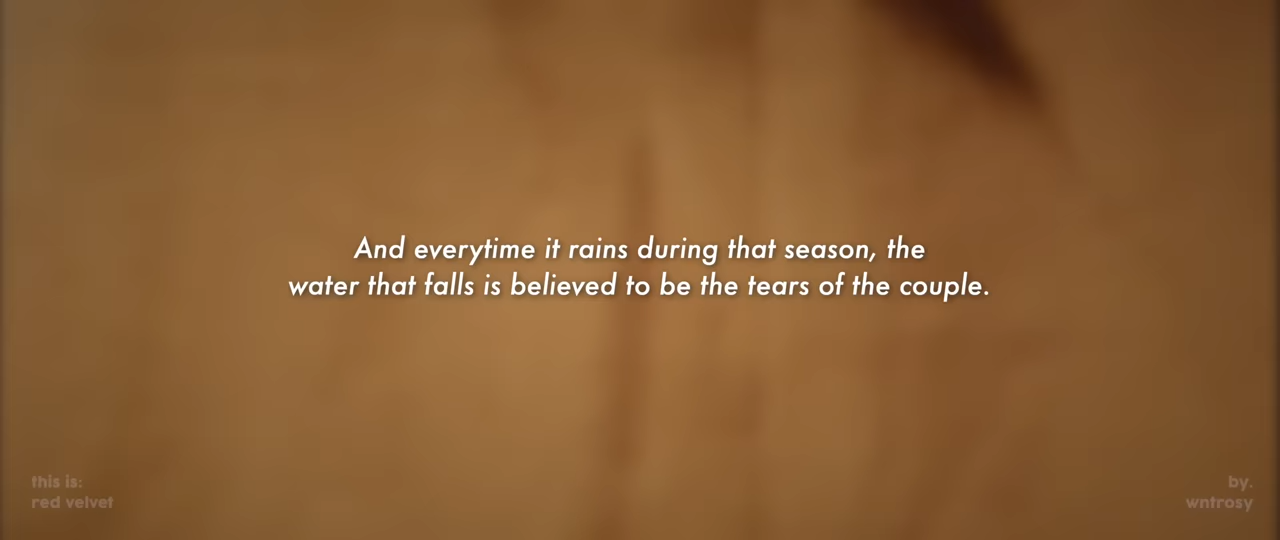 And everytime it rains during that season, the
water that falls is believed to be the tears of the couple.
this is:
red velvet
by.
wntrosy